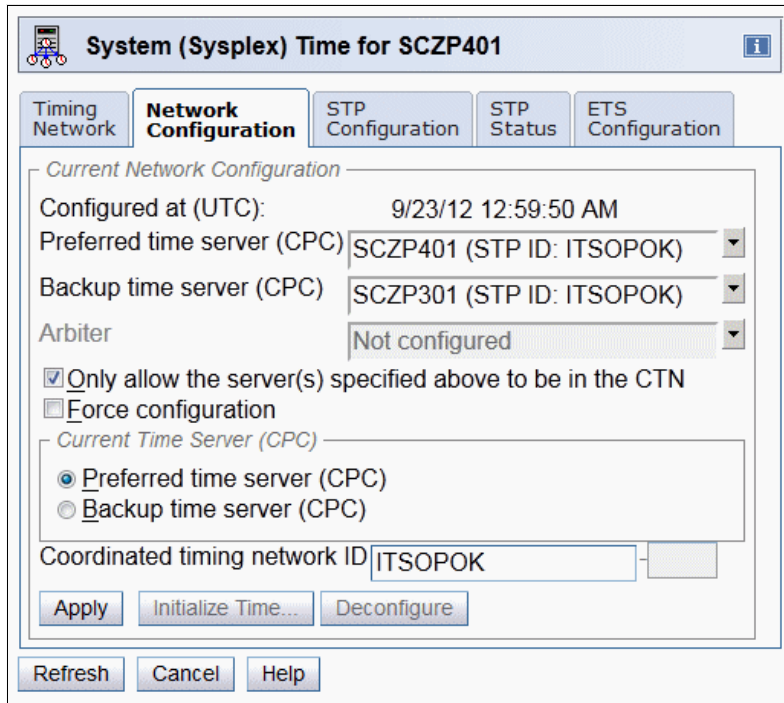 System (Sysplex) Time for SCZP401
i
Timing Network
Network Configuration
STP Configuration
STP Status
ETS Configuration
Current Network Configuration
Configured at (UTC): 9/23/12 12:59:50 AM
Preferred time server (CPC) SCZP401 (STP ID: ITSOPOK)
Backup time server (CPC) SCZP301 (STP ID: ITSOPOK)
Arbiter Not configured
Only allow the server(s) specified above to be in the CTN
Force configuration
Current Time Server (CPC)
Preferred time server (CPC)
Backup time server (CPC)
Coordinated timing network ID ITSOPOK -
Apply Initialize Time... Deconfigure
Refresh Cancel Help